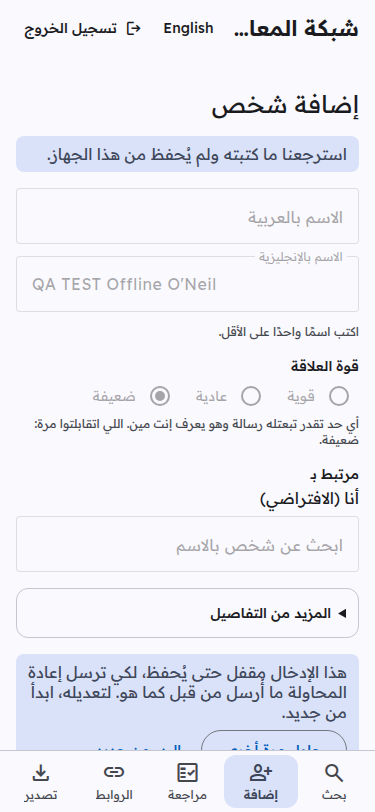 شبكة المعا...
English
تسجيل الخروج
إضافة شخص
استرجعنا ما كتبته ولم يُحفظ من هذا الجهاز.
الاسم بالعربية
الاسم بالإنجليزية
QA TEST Offline O'Neil
اكتب اسمًا واحدًا على الأقل.
قوة العلاقة
قوية
عادية
ضعيفة
أي حد تقدر تبعتله رسالة وهو يعرف إنت مين. اللي اتقابلتوا مرة:
ضعيفة.
مرتبط بـ
أنا (الافتراضي)
ابحث عن شخص بالاسم
المزيد من التفاصيل
هذا الإدخال مقفل حتى يُحفظ، لكي ترسل إعادة
المحاولة ما أُرسل من قبل كما هو. لتعديله، ابدأ
من جديد.
بحث
إضافة
مراجعة
الروابط
تصدير